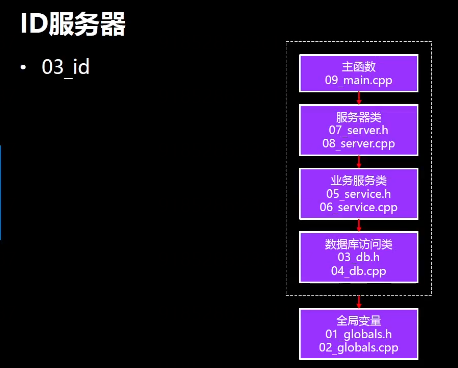 ID服务器
• 03_id
主函数
09_main.cpp
服务器类
07_server.h
08_server.cpp
业务服务类
05_service.h
06_service.cpp
数据库访问类
03_db.h
04_db.cpp
全局变量
01_globals.h
02_globals.cpp